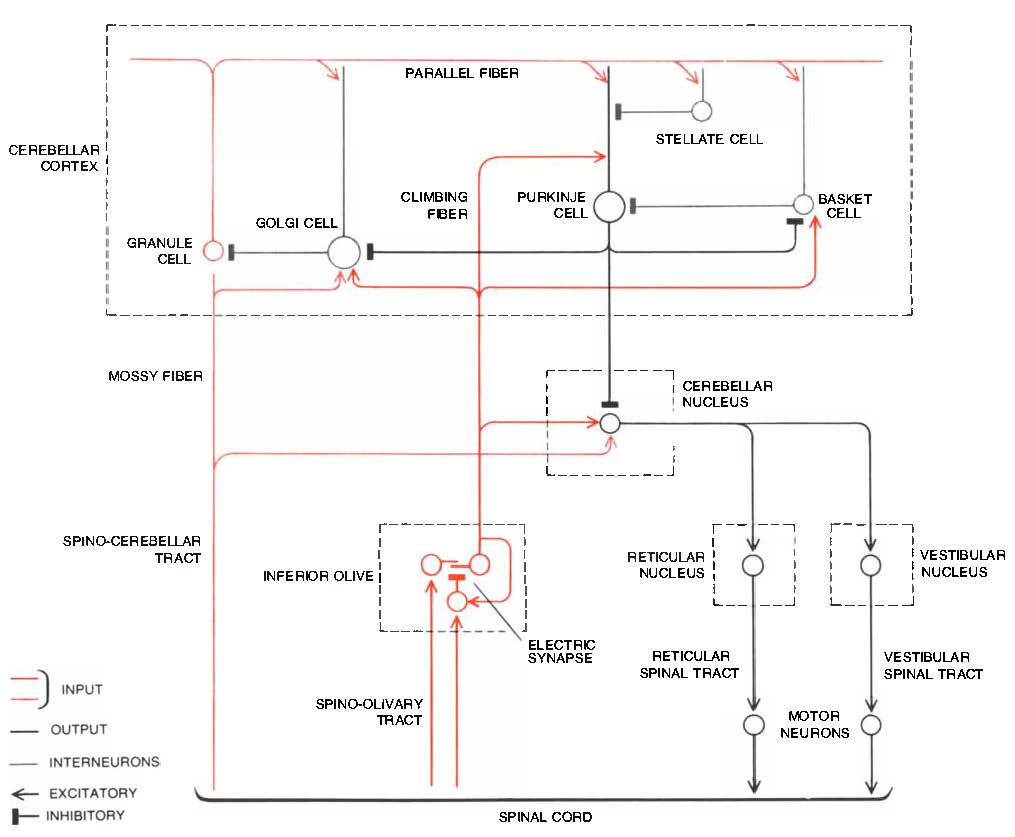 PARALLEL FIBER
STELLATE CELL
CEREBELLAR
CORTEX
CLIMBING
FIBER
PURKINJE
CELL
BASKET
CELL
GOLGI CELL
GRANULE
CELL
MOSSY FIBER
CEREBELLAR
NUCLEUS
SPINO-CEREBELLAR
TRACT
INFERIOR OLIVE
RETICULAR
NUCLEUS
VESTIBULAR
NUCLEUS
ELECTRIC
SYNAPSE
RETICULAR
SPINAL TRACT
VESTIBULAR
SPINAL TRACT
SPINO-OLIVARY
TRACT
MOTOR
NEURONS
INPUT
OUTPUT
INTERNEURONS
EXCITATORY
INHIBITORY
SPINAL CORD